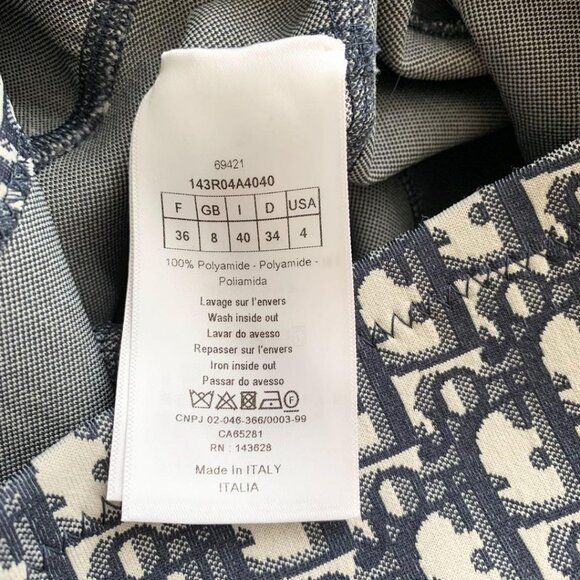 69421
143R04A4040
F GB I D USA
36 8 40 34 4
100% Polyamide - Polyamide -
Poliamida
Lavage sur l'envers
Wash inside out
Lavar do avesso
Repasser sur l'envers
Iron inside out
Passar do avesso
F
CNPJ 02-046-366/0003-99
CA65281
RN : 143628
Made In ITALY
ITALIA